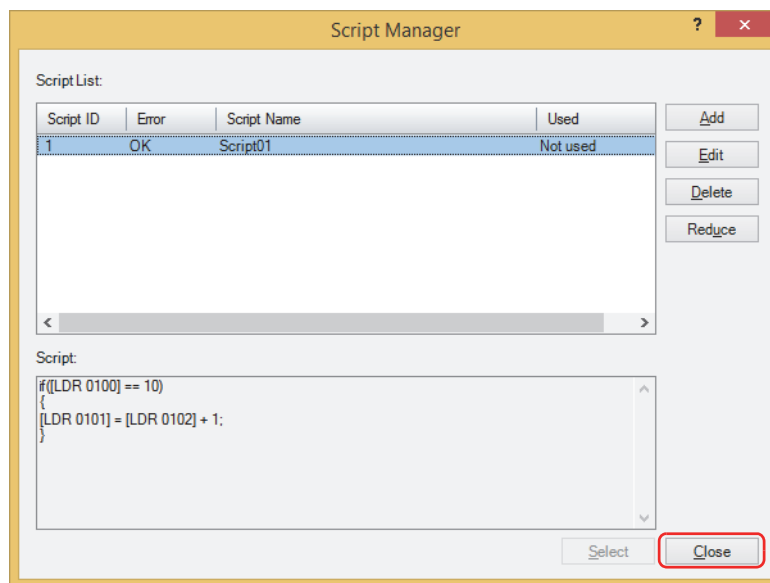 Script Manager
?
Script List:
Script ID Error Script Name Used
1 OK Script01 Not used
Add
Edit
Delete
Reduce
Script:
if([LDR 0100] == 10)
{
[LDR 0101] = [LDR 0102] + 1;
}
Select
Close